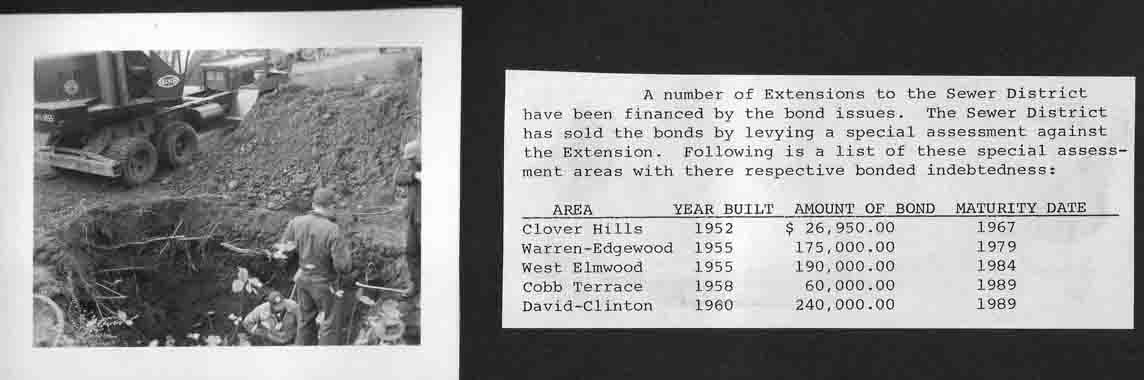 A number of Extensions to the Sewer District
have been financed by the bond issues. The Sewer District
has sold the bonds by levying a special assessment against
the Extension. Following is a list of these special assess-
ment areas with there respective bonded indebtedness:
AREA YEAR BUILT AMOUNT OF BOND MATURITY DATE
Clover Hills 1952 $ 26,950.00 1967
Warren-Edgewood 1955 175,000.00 1979
West Elmwood 1955 190,000.00 1984
Cobb Terrace 1958 60,000.00 1989
David-Clinton 1960 240,000.00 1989